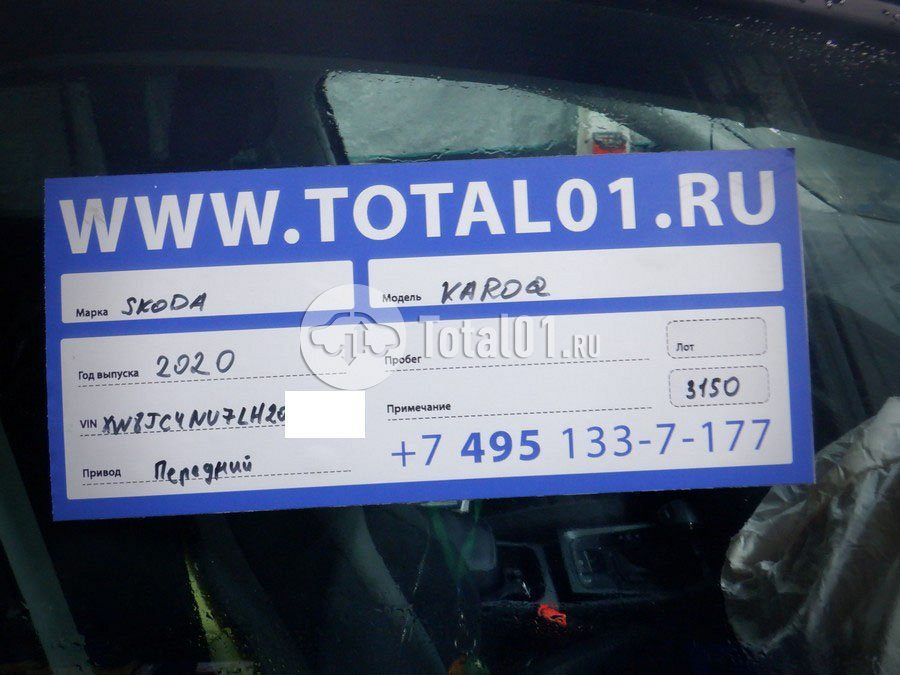 WWW.TOTAL01.RU
Марка SKODA
Модель KAROQ
Total01.RU
Год выпуска 2020
Пробег
Лот
VIN XW8JC4NU7LH20
Примечание
3150
Привод Передний
+7 495 133-7-177